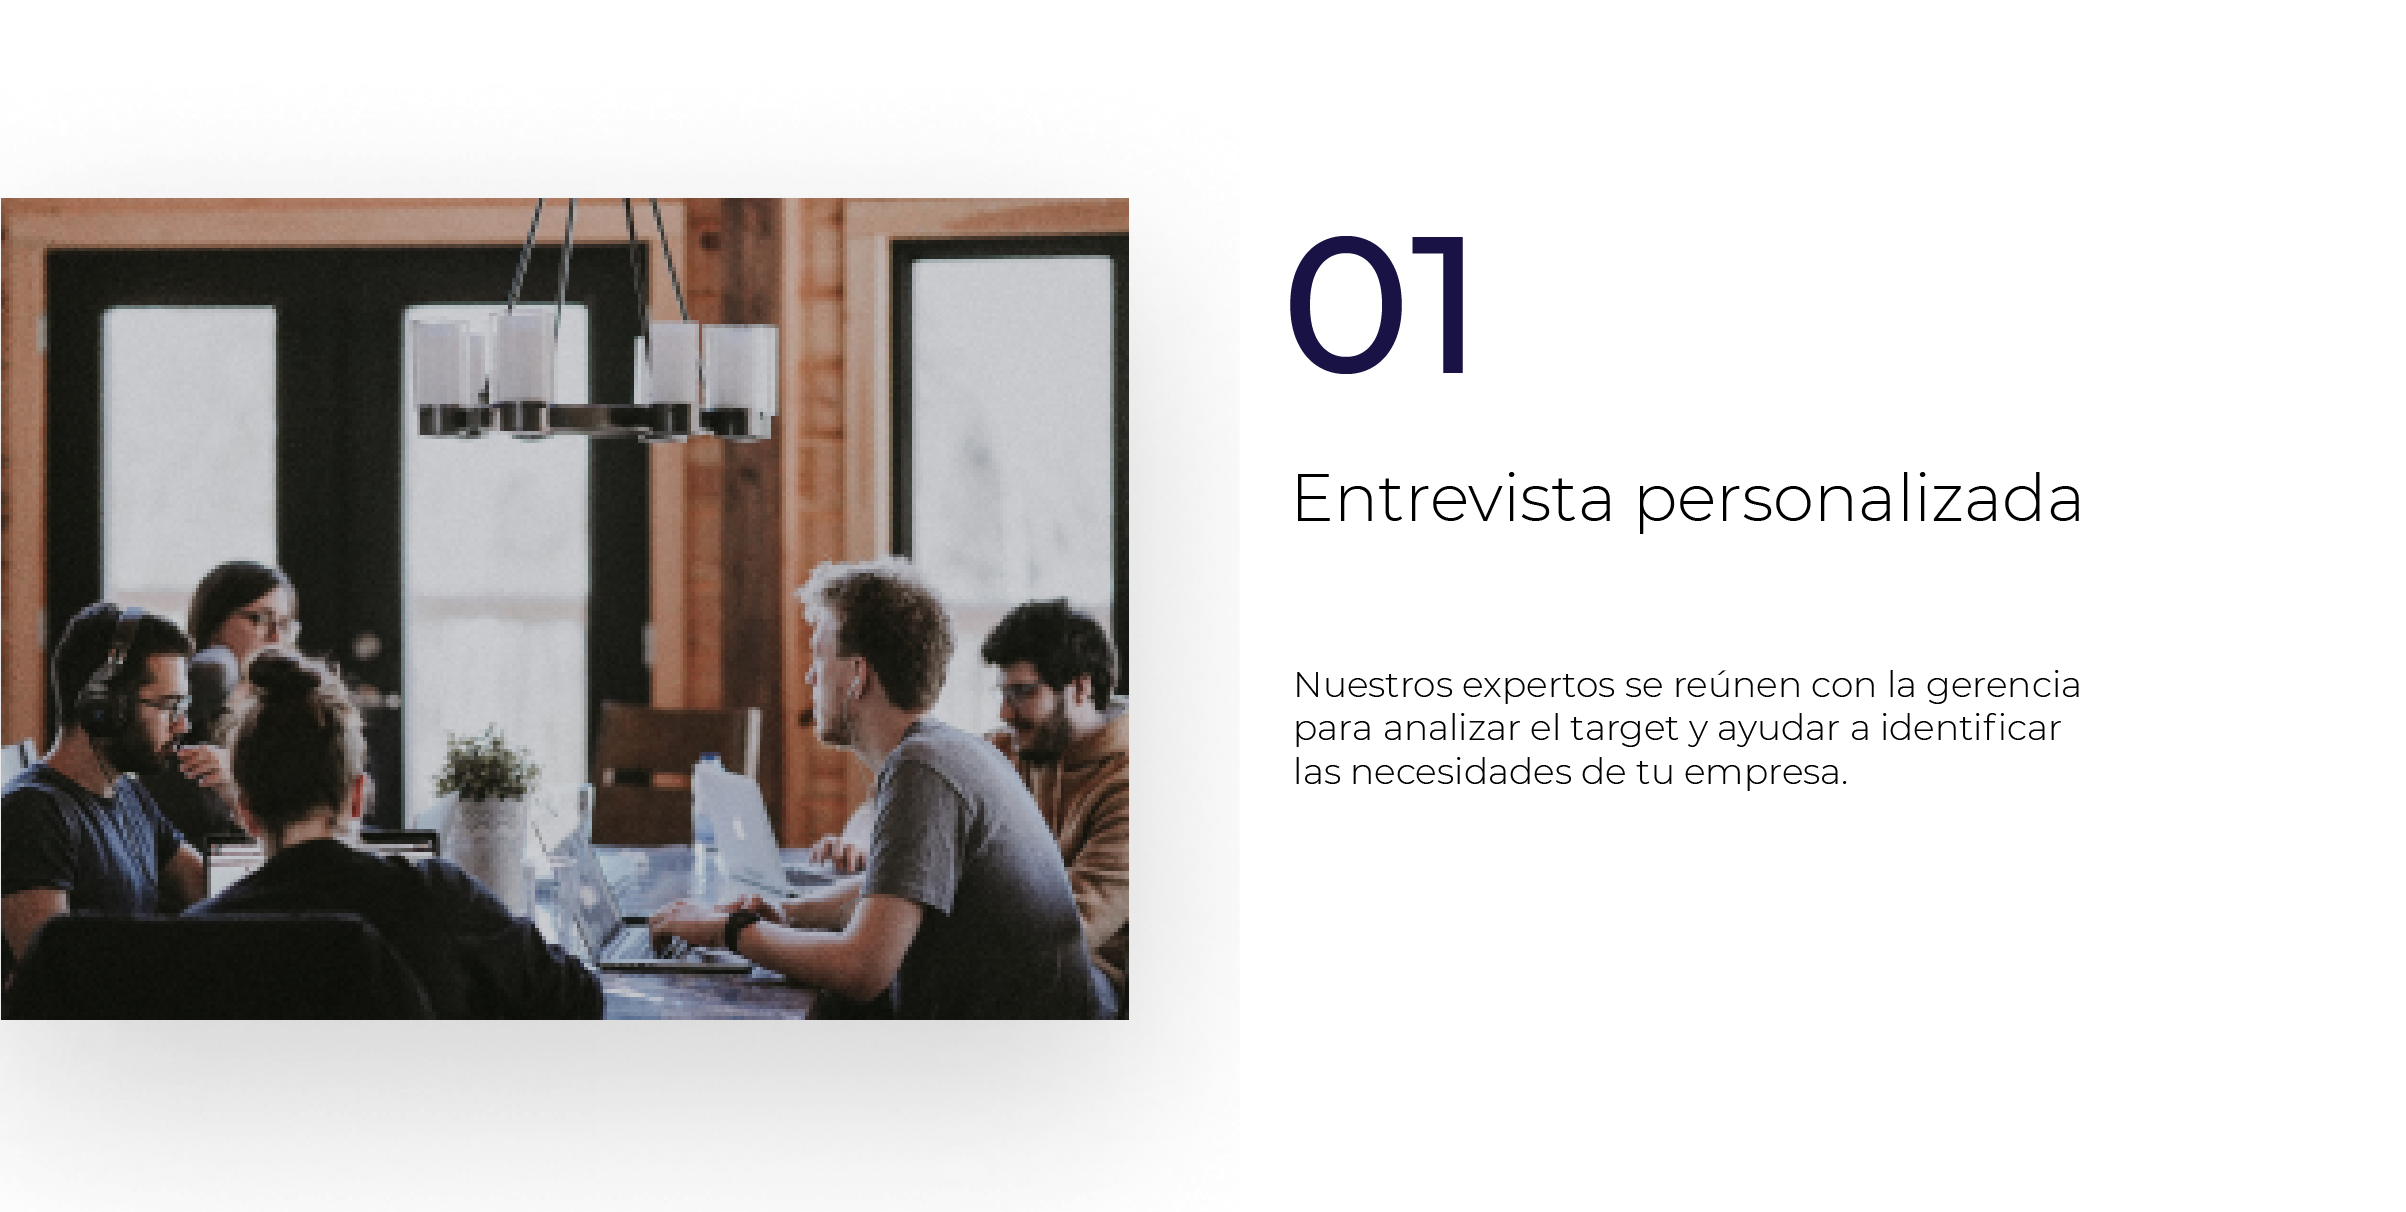 01
Entrevista personalizada
Nuestros expertos se reúnen con la gerencia
para analizar el target y ayudar a identificar
las necesidades de tu empresa.